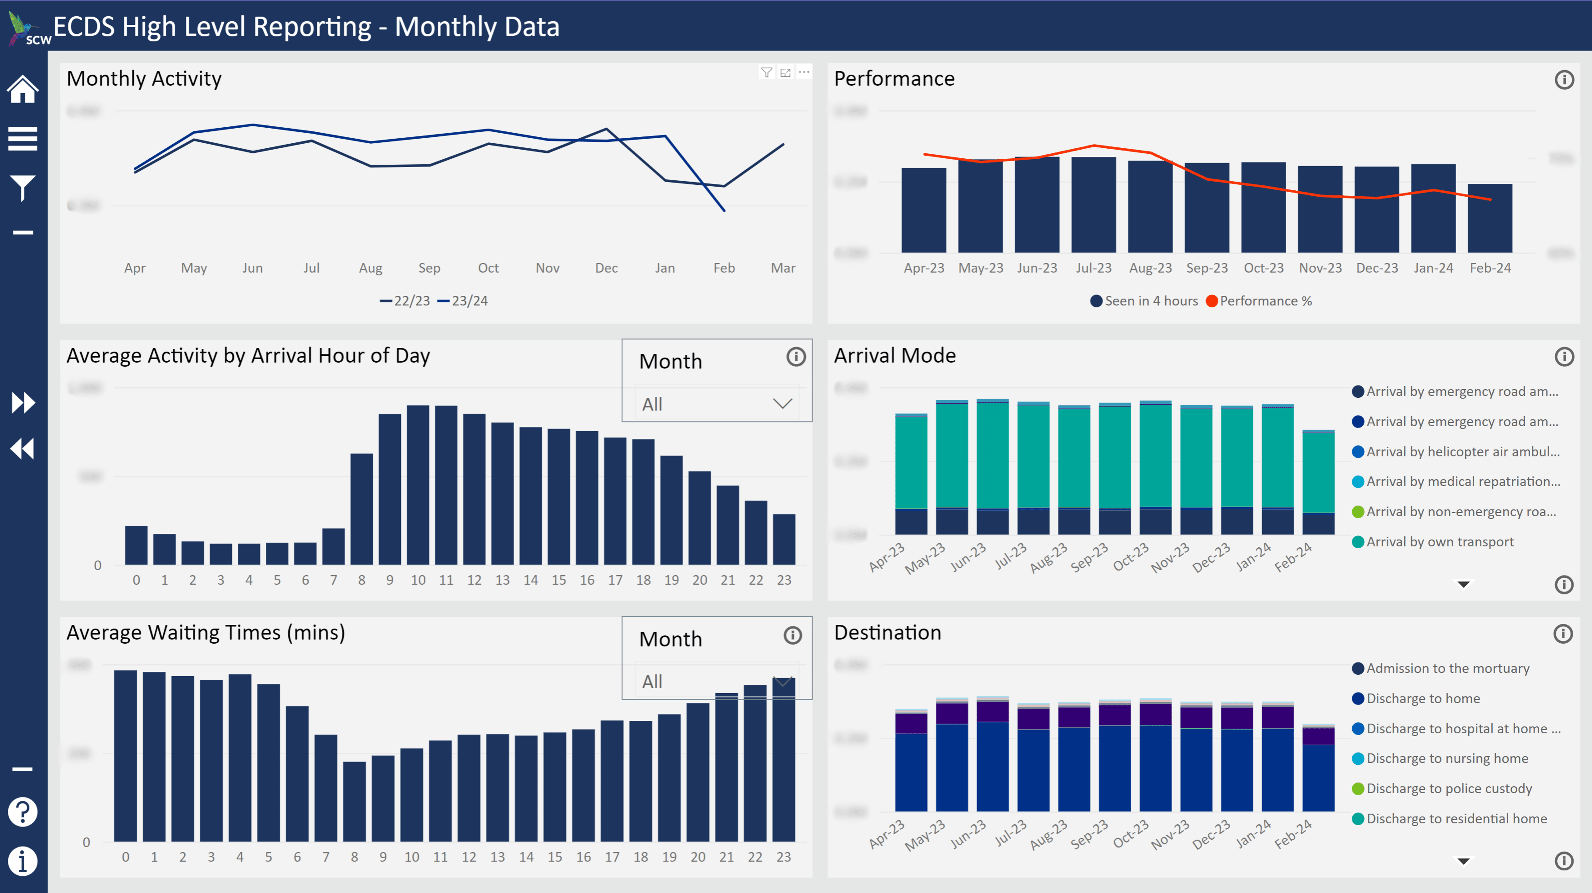 SCW
ECDS High Level Reporting - Monthly Data
Monthly Activity
Apr May Jun Jul Aug Sep Oct Nov Dec Jan Feb Mar
22/23 23/24
Performance
Apr-23 May-23 Jun-23 Jul-23 Aug-23 Sep-23 Oct-23 Nov-23 Dec-23 Jan-24 Feb-24
Seen in 4 hours Performance %
Average Activity by Arrival Hour of Day
Month
All
0
0 1 2 3 4 5 6 7 8 9 10 11 12 13 14 15 16 17 18 19 20 21 22 23
Arrival Mode
Arrival by emergency road am...
Arrival by emergency road am...
Arrival by helicopter air ambul...
Arrival by medical repatriation...
Arrival by non-emergency roa...
Arrival by own transport
Apr-23 May-23 Jun-23 Jul-23 Aug-23 Sep-23 Oct-23 Nov-23 Dec-23 Jan-24 Feb-24
Average Waiting Times (mins)
Month
All
0
0 1 2 3 4 5 6 7 8 9 10 11 12 13 14 15 16 17 18 19 20 21 22 23
Destination
Admission to the mortuary
Discharge to home
Discharge to hospital at home ...
Discharge to nursing home
Discharge to police custody
Discharge to residential home
Apr-23 May-23 Jun-23 Jul-23 Aug-23 Sep-23 Oct-23 Nov-23 Dec-23 Jan-24 Feb-24